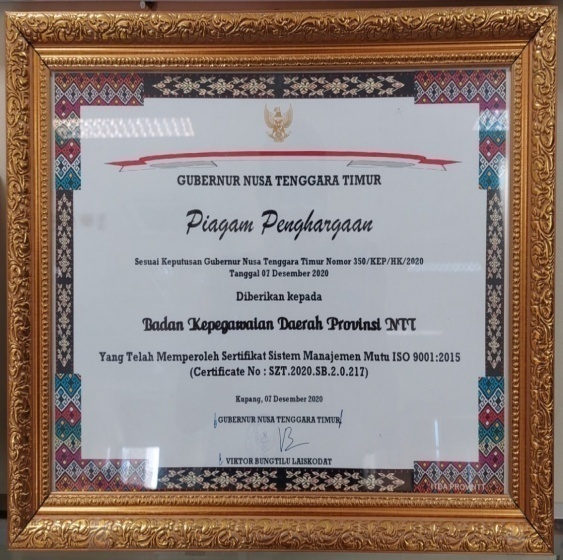 GUBERNUR NUSA TENGGARA TIMUR
Piagam Penghargaan
Sesuai Keputusan Gubernur Nusa Tenggara Timur Nomor 350/KEP/HK/2020
Tanggal 07 Desember 2020
Diberikan kepada
Badan Kepegawaian Daerah Provinsi NTT
Yang Telah Memperoleh Sertifikat Sistem Manajemen Mutu ISO 9001:2015
(Certificate No : SZT.2020.SB.2.0.217)
Kupang, 07 Desember 2020
GUBERNUR NUSA TENGGARA TIMUR
VIKTOR BUNGTILU LAISKODAT